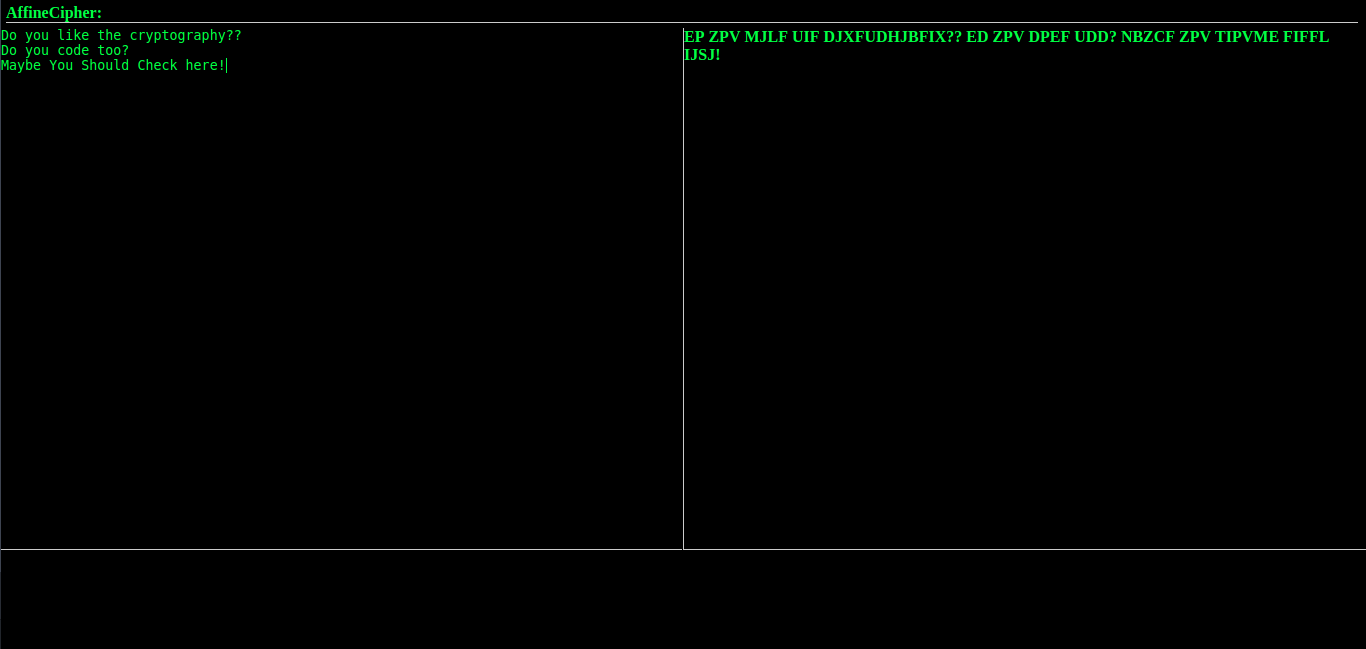 AffineCipher:
Do you like the cryptography??
Do you code too?
Maybe You Should Check here!
EP ZPV MJLF UIF DJXFUDHJBFIX?? ED ZPV DPEF UDD? NBZCF ZPV TIPVME FIFFL
IJSJ!